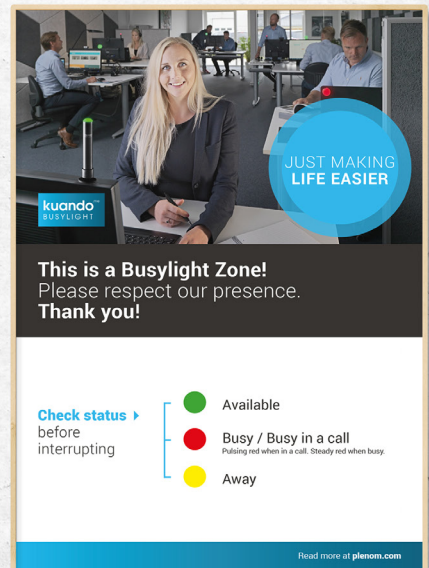 JUST MAKING
LIFE EASIER
kuando™
BUSYLIGHT
This is a Busylight Zone!
Please respect our presence.
Thank you!
Check status
before
interrupting
Available
Busy / Busy in a call
Pulsing red when in a call. Steady red when busy.
Away
Read more at plenom.com